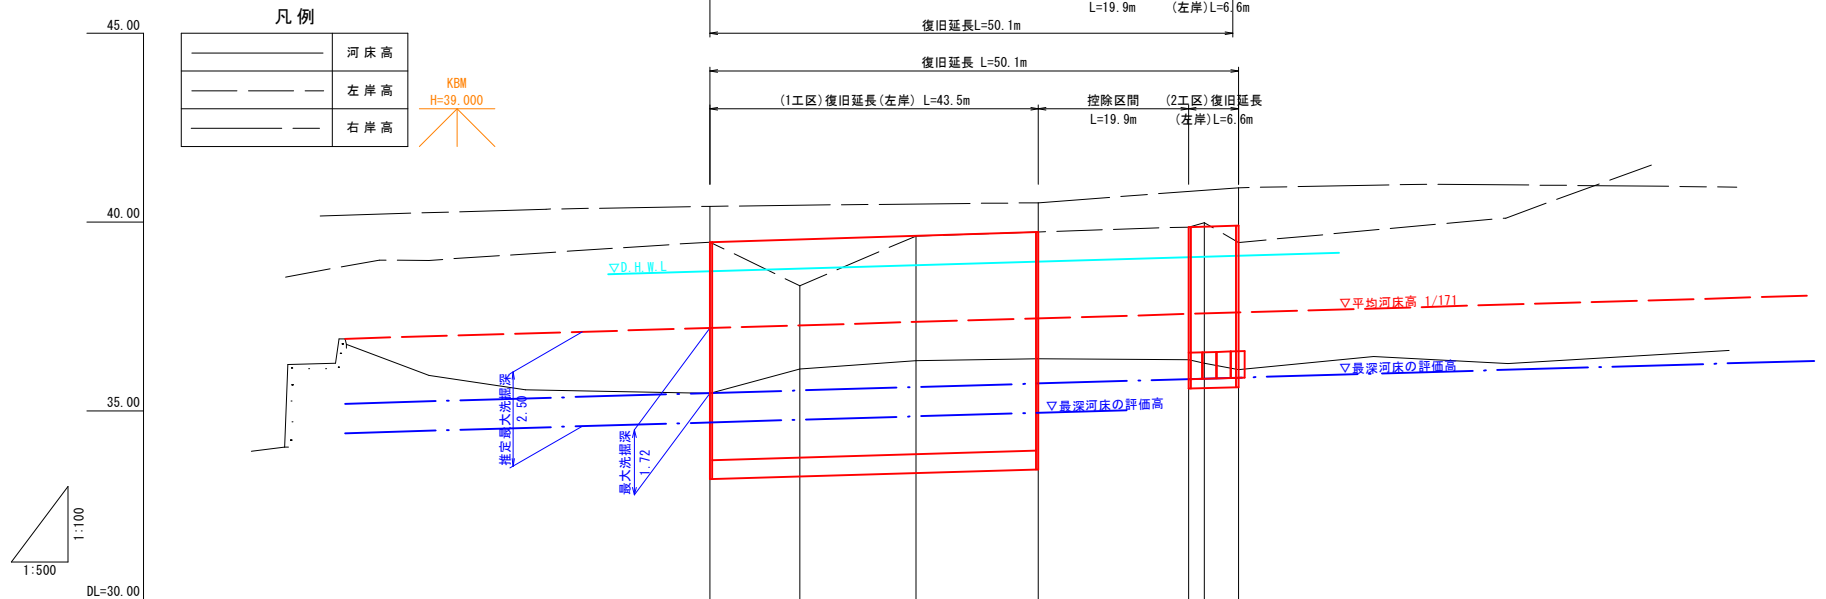 L=19.9m (左岸)L=6.6m
凡 例
45.00
復旧延長L=50.1m
河 床 高
復旧延長 L=50.1m
左 岸 高
KBM
H=39.000
(1工区)復旧延長(左岸) L=43.5m
控除区間
(2工区)復旧延長
右 岸 高
L=19.9m
(左岸)L=6.6m
40.00
▽D.H.W.L
▽平均河床高 1/171
▽最深河床の評価高
35.00
▽最深河床の評価高
推定最大洗掘深
2.50
最大洗掘深
1.72
1:100
1:500
DL=30.00